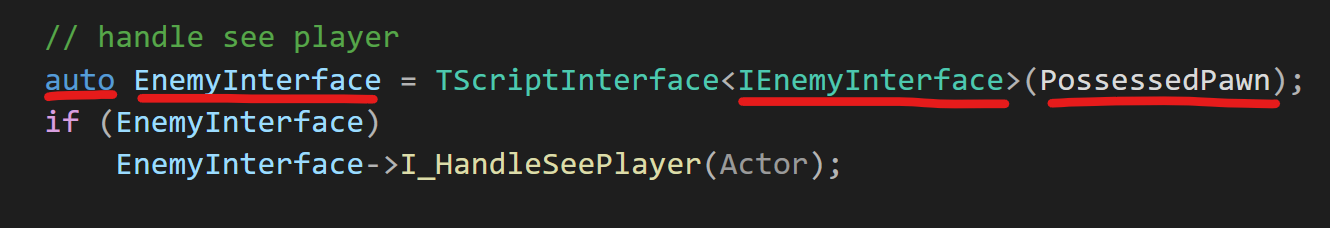 // handle see player
auto EnemyInterface = TScriptInterface<IEnemyInterface>(PossessedPawn);
if (EnemyInterface)
    EnemyInterface->I_HandleSeePlayer(Actor);